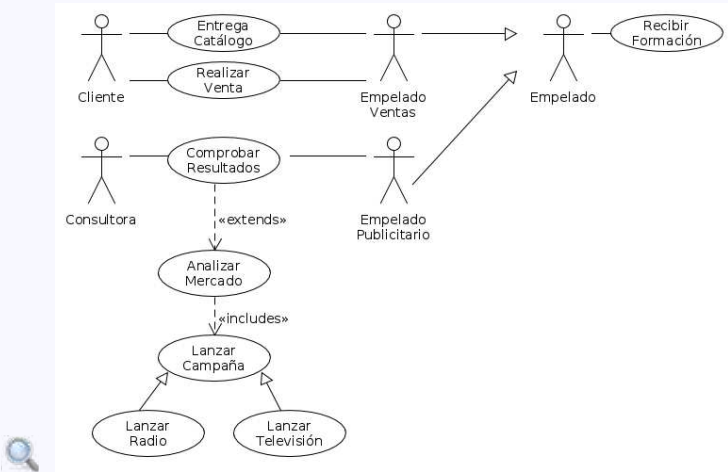 Entrega
Catálogo
Recibir
Formación
Realizar
Venta
Cliente
Empelado
Ventas
Empelado
Comprobar
Resultados
Consultora
«extends»
Empelado
Publicitario
Analizar
Mercado
«includes»
Lanzar
Campaña
Lanzar
Radio
Lanzar
Televisión